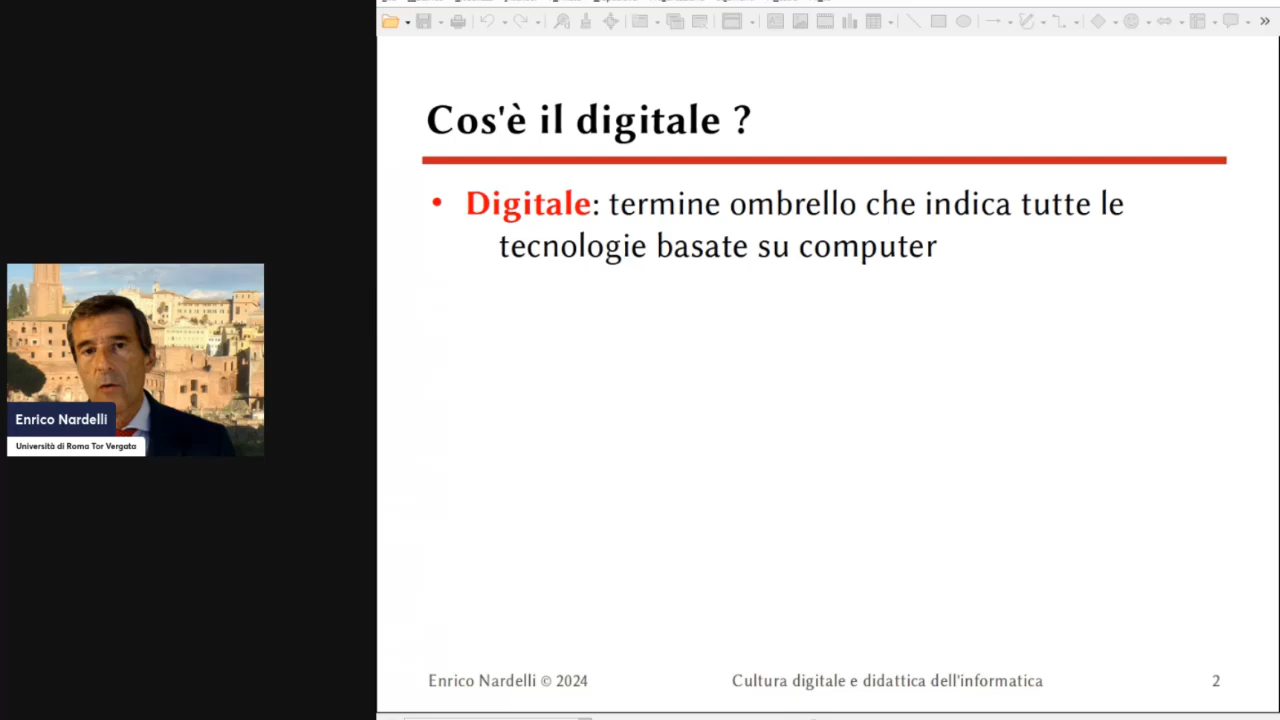 Cos'è il digitale ?
• Digitale: termine ombrello che indica tutte le
tecnologie basate su computer
Enrico Nardelli
Università di Roma Tor Vergata
Enrico Nardelli © 2024
Cultura digitale e didattica dell'informatica
2